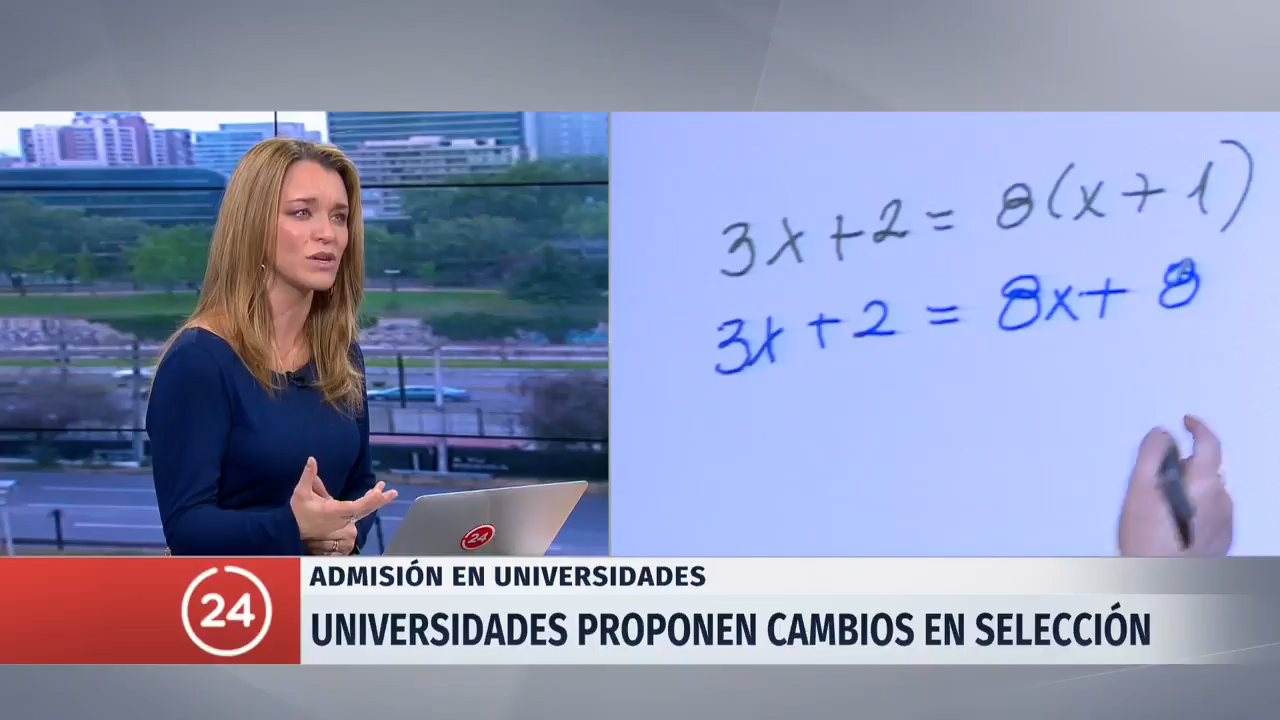 3x+2= 8(x+1)
3x+2 = 8x+ 8
24
24
ADMISIÓN EN UNIVERSIDADES
UNIVERSIDADES PROPONEN CAMBIOS EN SELECCIÓN